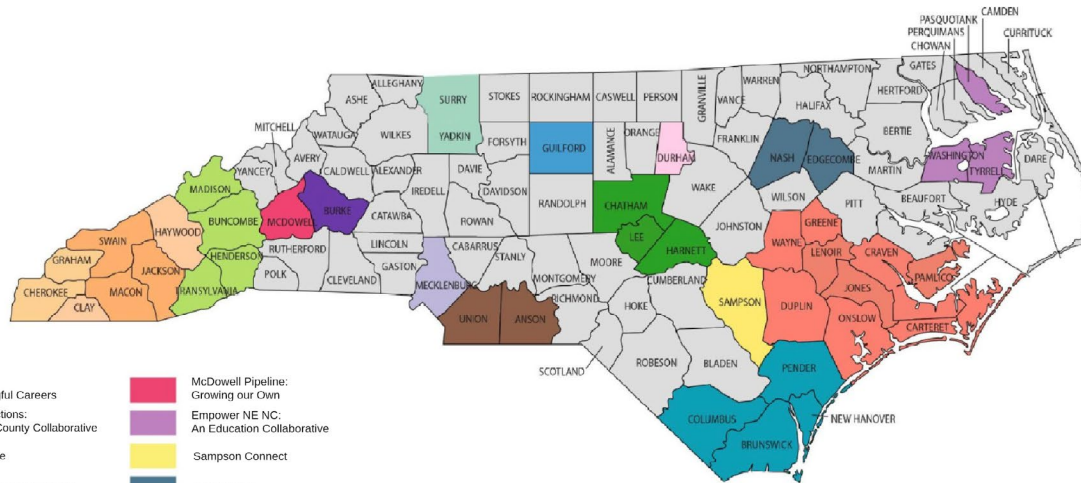 CAMDEN
PASQUOTANK
PERQUIMANS
CURRITUCK
CHOWAN
NORTHAMPTON
GATES
ALLEGHANY
ASHE
SURRY
STOKES
ROCKINGHAM
CASWELL
PERSON
GRANVILLE
VANCE
WARREN
HERTFORD
HALIFAX
MITCHELL
WATAUGA
WILKES
YADKIN
FORSYTH
GUILFORD
ALAMANCE
ORANGE
DURHAM
FRANKLIN
NASH
EDGECOMBE
BERTIE
MARTIN
WASHINGTON
TYRRELL
DARE
AVERY
YANCEY
CALDWELL
ALEXANDER
IREDELL
DAVIE
DAVIDSON
RANDOLPH
CHATHAM
WAKE
WILSON
PITT
BEAUFORT
HYDE
MADISON
BUNCOMBE
MCDOWELL
BURKE
CATAWBA
ROWAN
LEE
HARNETT
JOHNSTON
GREENE
HAYWOOD
SWAIN
HENDERSON
RUTHERFORD
LINCOLN
CABARRUS
STANLY
MOORE
WAYNE
LENOIR
CRAVEN
GRAHAM
JACKSON
POLK
CLEVELAND
GASTON
MECKLENBURG
MONTGOMERY
CUMBERLAND
PAMLICO
CHEROKEE
CLAY
MACON
TRANSYLVANIA
RICHMOND
HOKE
SAMPSON
DUPLIN
JONES
UNION
ANSON
ONSLOW
CARTERET
SCOTLAND
ROBESON
BLADEN
PENDER
COLUMBUS
NEW HANOVER
BRUNSWICK
Careers
McDowell Pipeline:
Growing our Own
County Collaborative
Empower NE NC:
An Education Collaborative
Sampson Connect